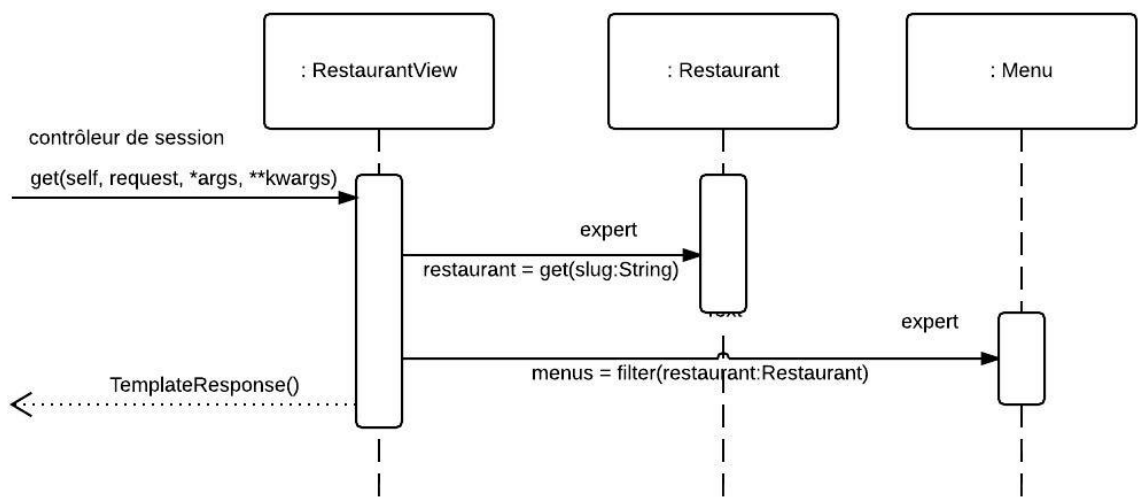 : RestaurantView
: Restaurant
: Menu
contrôleur de session
get(self, request, *args, **kwargs)
expert
restaurant = get(slug:String)
expert
menus = filter(restaurant:Restaurant)
TemplateResponse()